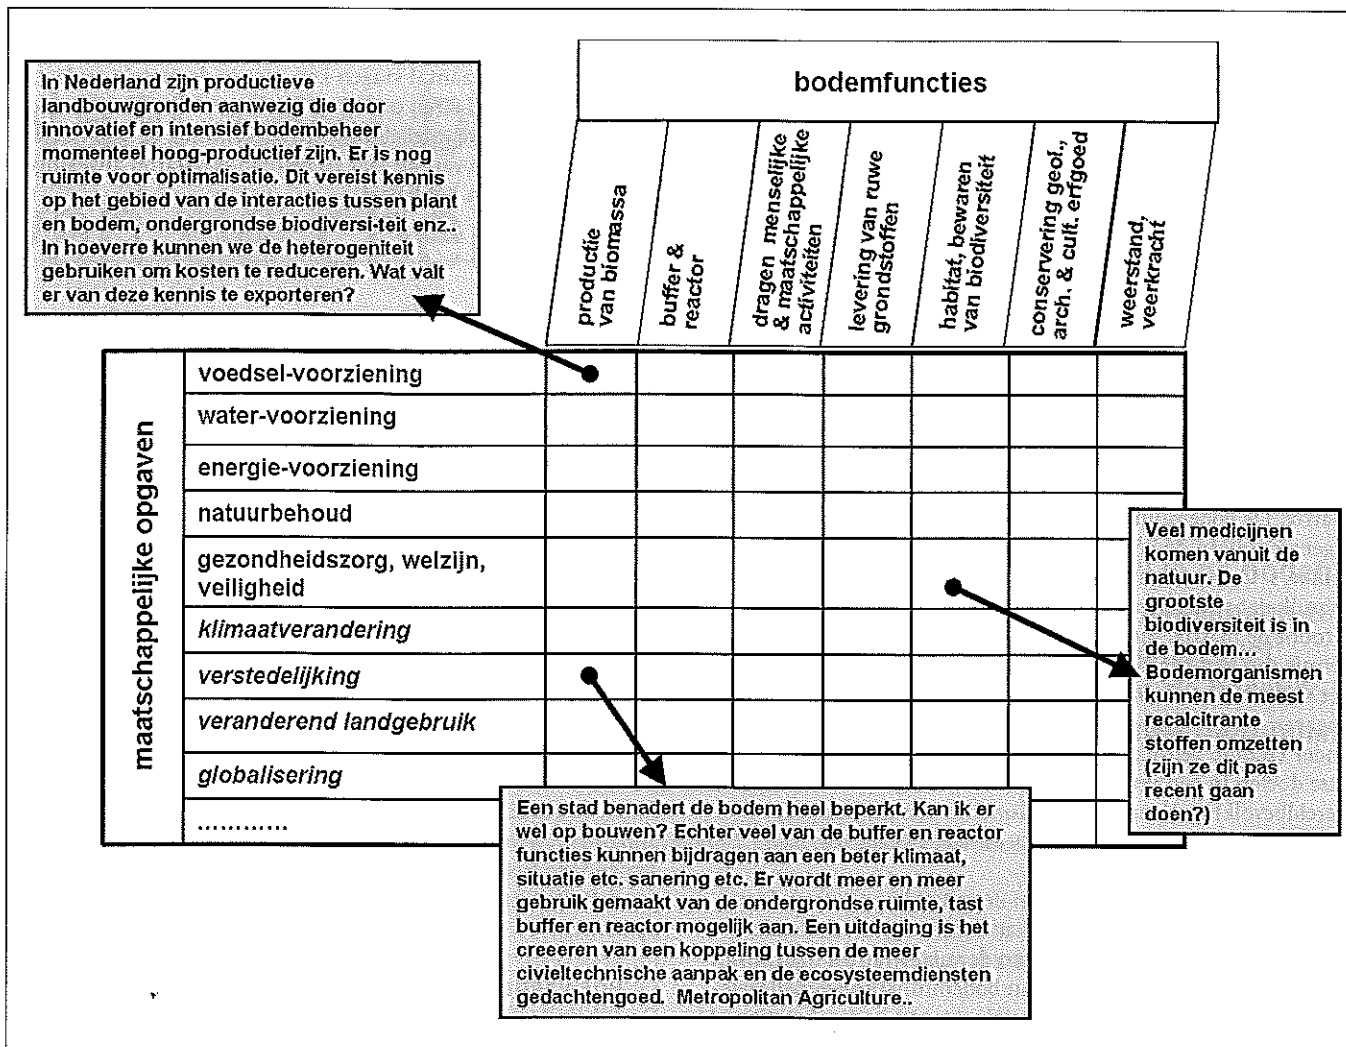 bodemfuncties
In Nederland zijn productieve
landbouwgronden aanwezig die door
innovatief en intensief bodembeheer
momenteel hoog-productief zijn. Er is nog
ruimte voor optimalisatie. Dit vereist kennis
op het gebied van de interacties tussen plant
en bodem, ondergrondse biodiversi-teit enz..
In hoeverre kunnen we de heterogeniteit
gebruiken om kosten te reduceren. Wat valt
er van deze kennis te exporteren?
productie
van biomassa
buffer &
reactor
dragen menselijke
& maatschappelijke
activiteiten
levering van ruwe
grondstoffen
habitat, bewaren
van biodiversiteit
conservering geol.,
arch. & cult. erfgoed
weerstand,
veerkracht
maatschappelijke opgaven
voedsel-voorziening
water-voorziening
energie-voorziening
natuurbehoud
gezondheidszorg, welzijn,
veiligheid
klimaatverandering
verstedelijking
veranderend landgebruik
globalisering
............
Veel medicijnen
komen vanuit de
natuur. De
grootste
biodiversiteit is in
de bodem...
Bodemorganismen
kunnen de meest
recalcitrante
stoffen omzetten
(zijn ze dit pas
recent gaan
doen?)
Een stad benadert de bodem heel beperkt. Kan ik er
wel op bouwen? Echter veel van de buffer en reactor
functies kunnen bijdragen aan een beter klimaat,
situatie etc. sanering etc. Er wordt meer en meer
gebruik gemaakt van de ondergrondse ruimte, tast
buffer en reactor mogelijk aan. Een uitdaging is het
creeeren van een koppeling tussen de meer
civieltechnische aanpak en de ecosysteemdiensten
gedachtengoed. Metropolitan Agriculture..